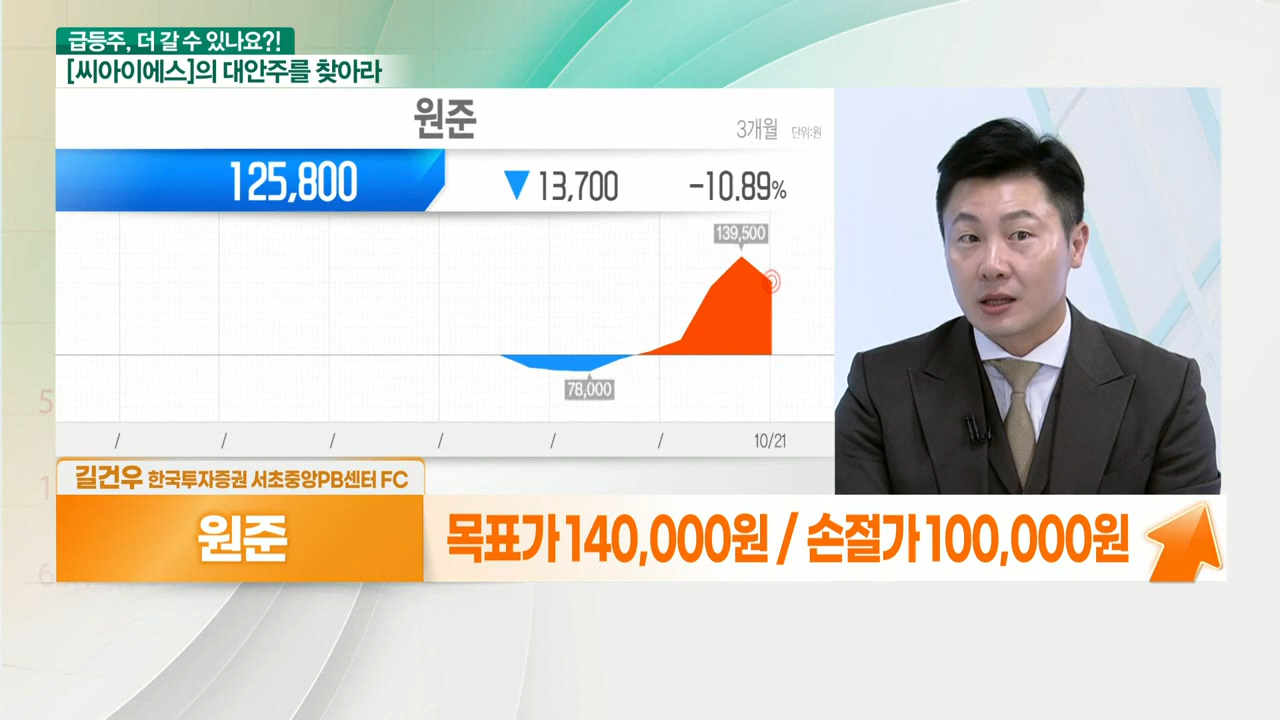 급등주, 더 갈 수 있나요?!
[씨아이에스]의 대안주를 찾아라
원준
3개월 단위:원
125,800 ▼ 13,700 -10.89%
139,500
78,000
/ / / / / / 10/21
5
1
6
길건우 한국투자증권 서초중앙PB센터 FC
원준
목표가 140,000원 / 손절가 100,000원